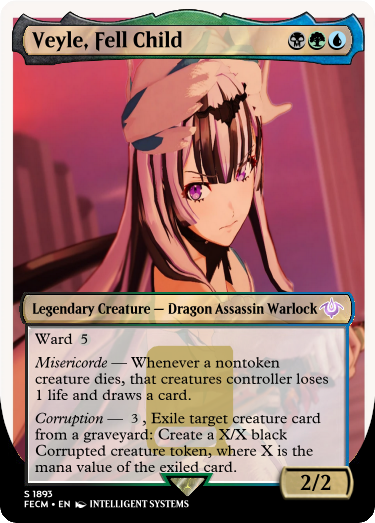 Veyle, Fell Child
Legendary Creature — Dragon Assassin Warlock
Ward 5
Misericorde — Whenever a nontoken
creature dies, that creatures controller loses
1 life and draws a card.
Corruption — 3 , Exile target creature card
from a graveyard: Create a X/X black
Corrupted creature token, where X is the
mana value of the exiled card.
2/2
S 1893
FECM • EN INTELLIGENT SYSTEMS